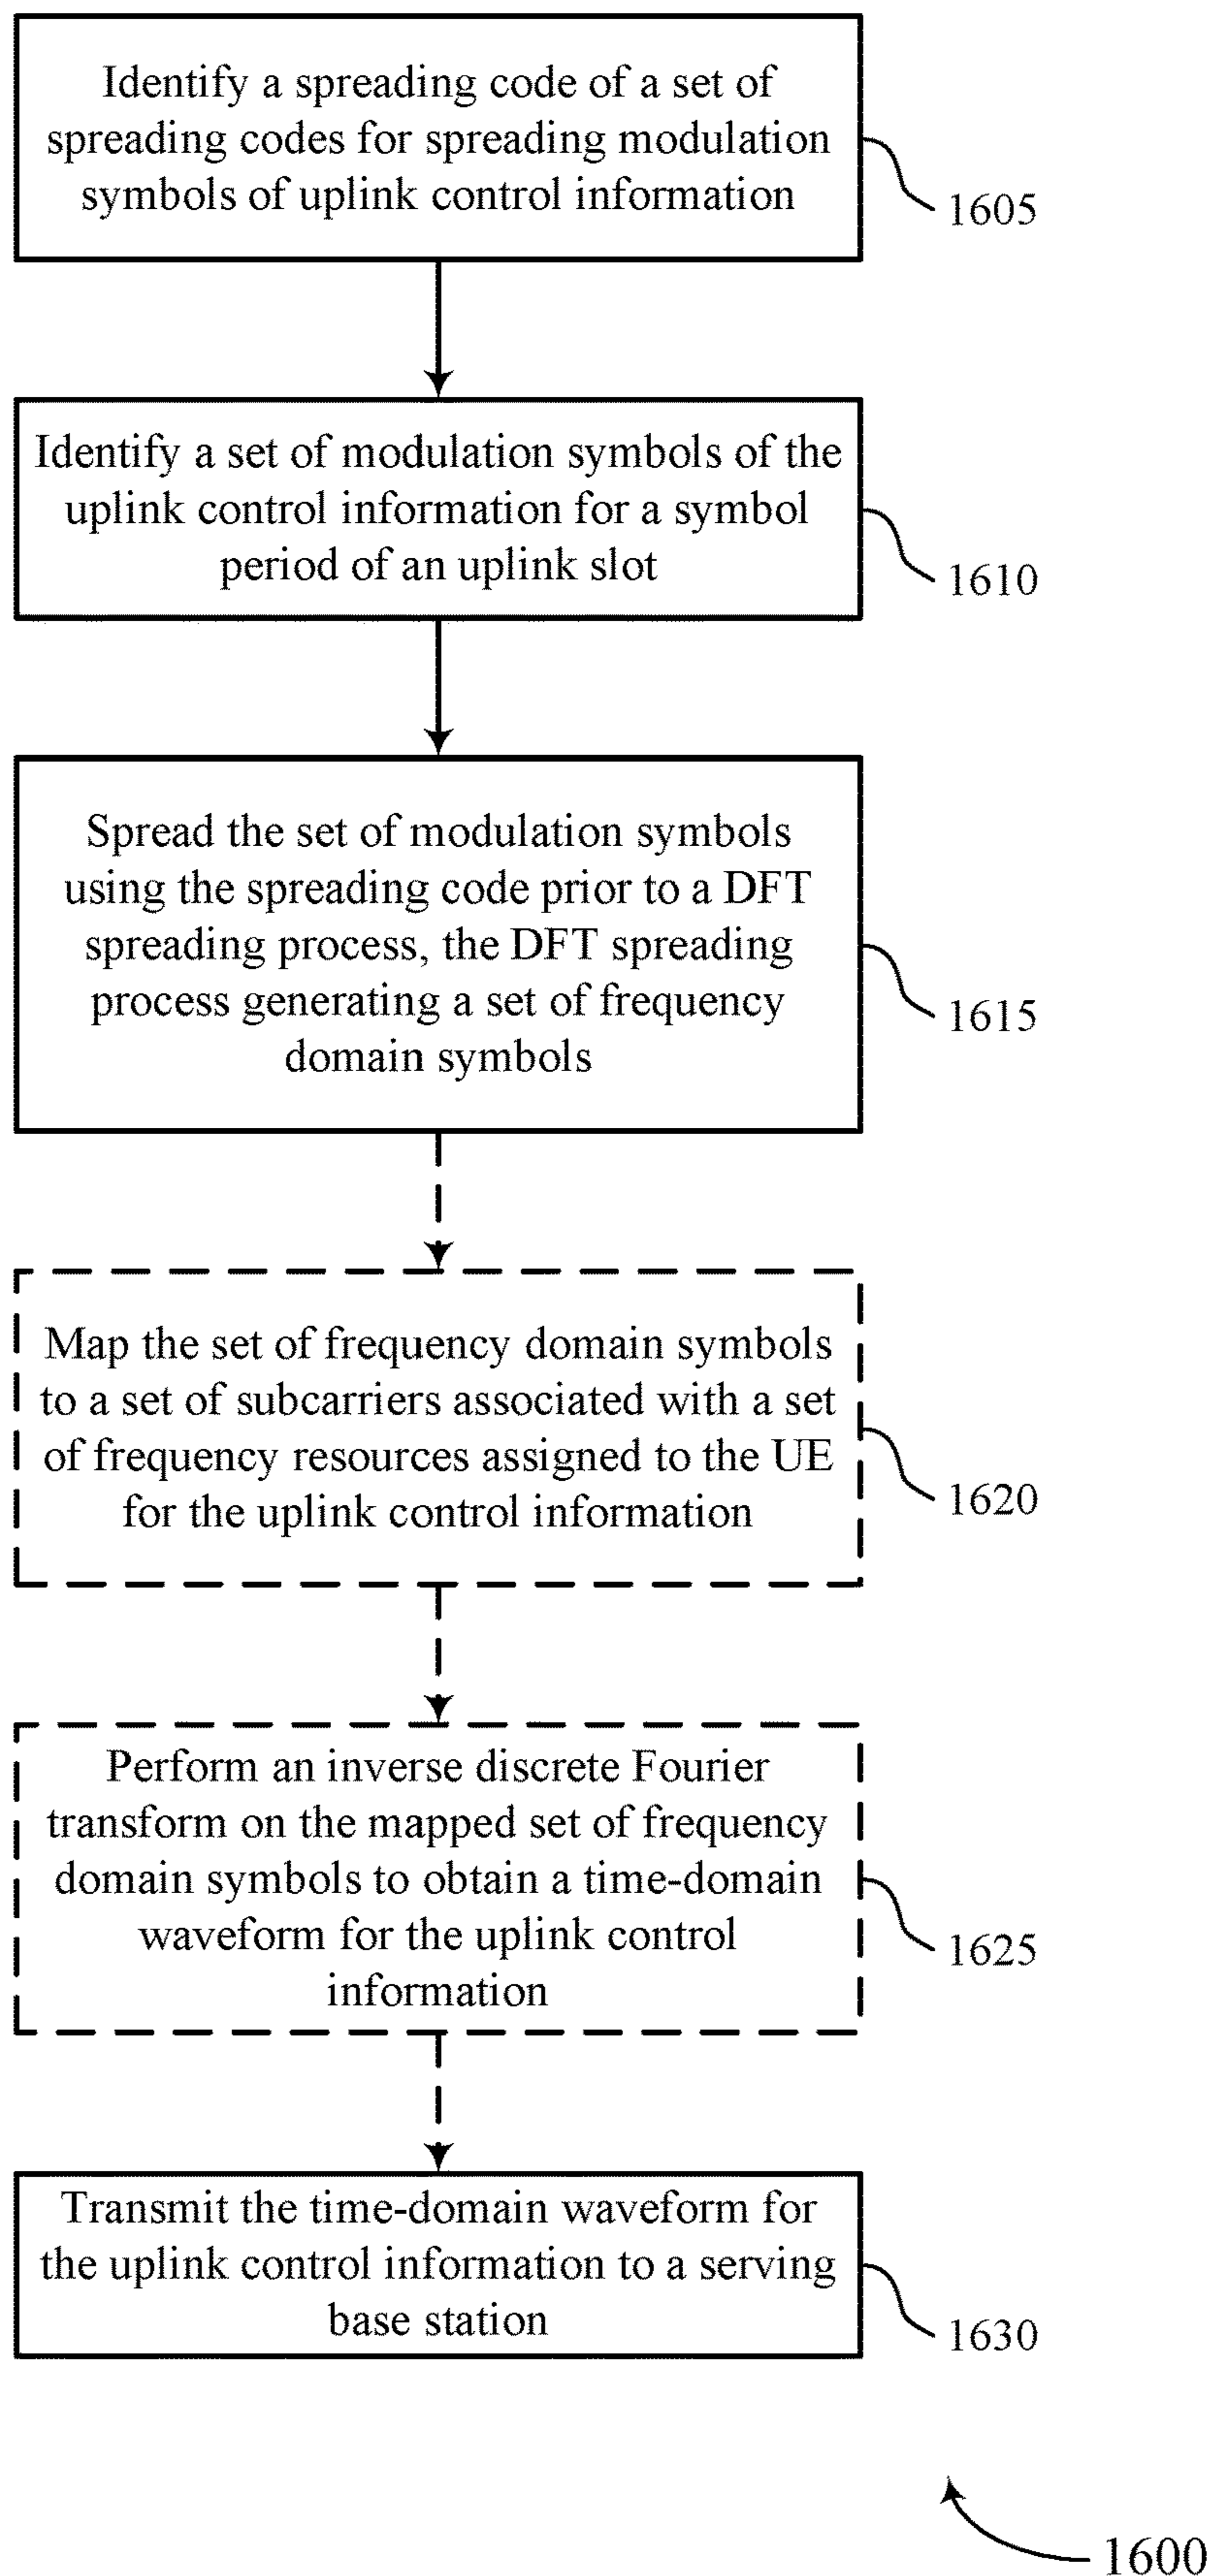 Identify a spreading code of a set of
spreading codes for spreading modulation
symbols of uplink control information
1605
Identify a set of modulation symbols of the
uplink control information for a symbol
period of an uplink slot
1610
Spread the set of modulation symbols
using the spreading code prior to a DFT
spreading process, the DFT spreading
process generating a set of frequency
domain symbols
1615
Map the set of frequency domain symbols
to a set of subcarriers associated with a set
of frequency resources assigned to the UE
for the uplink control information
1620
Perform an inverse discrete Fourier
transform on the mapped set of frequency
domain symbols to obtain a time-domain
waveform for the uplink control
information
1625
Transmit the time-domain waveform for
the uplink control information to a serving
base station
1630
1600